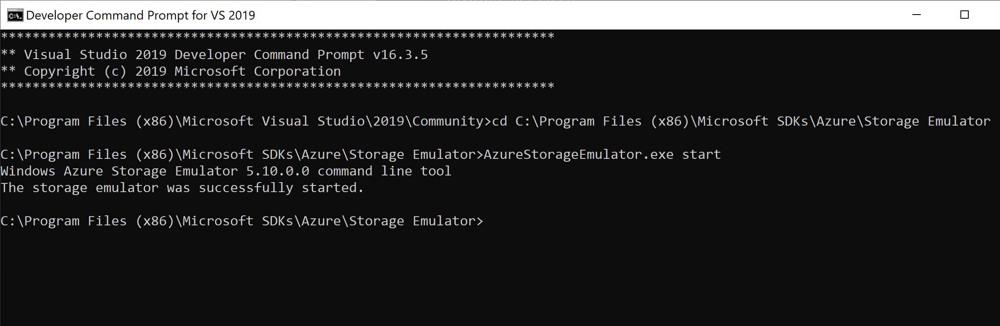 Developer Command Prompt for VS 2019
**********************************************************************
** Visual Studio 2019 Developer Command Prompt v16.3.5
** Copyright (c) 2019 Microsoft Corporation
**********************************************************************
C:\Program Files (x86)\Microsoft Visual Studio\2019\Community>cd C:\Program Files (x86)\Microsoft SDKs\Azure\Storage Emulator
C:\Program Files (x86)\Microsoft SDKs\Azure\Storage Emulator>AzureStorageEmulator.exe start
Windows Azure Storage Emulator 5.10.0.0 command line tool
The storage emulator was successfully started.
C:\Program Files (x86)\Microsoft SDKs\Azure\Storage Emulator>